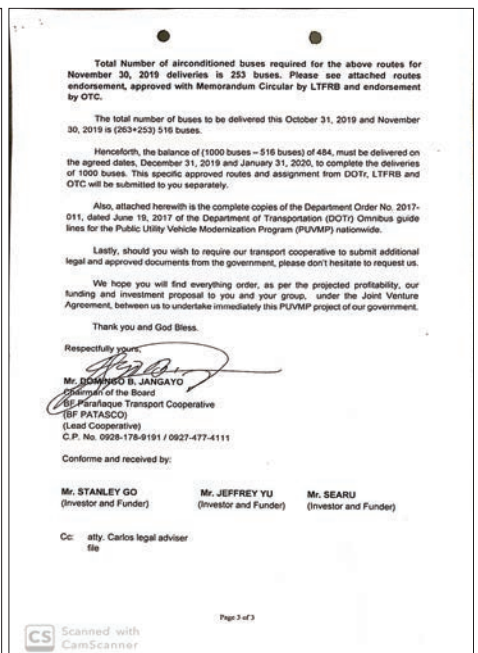 Total Number of airconditioned buses required for the above routes for
November 30, 2019 deliveries is 253 buses. Please see attached routes
endorsement, approved with Memorandum Circular by LTFRB and endorsement
by OTC.
The total number of buses to be delivered this October 31, 2019 and November
30, 2019 is (263+253) 516 buses.
Henceforth, the balance of (1000 buses – 516 buses) of 484, must be delivered on
the agreed dates, December 31, 2019 and January 31, 2020, to complete the deliveries
of 1000 buses. This specific approved routes and assignment from DOTr, LTFRB and
OTC will be submitted to you separately.
Also, attached herewith is the complete copies of the Department Order No. 2017-
011, dated June 19, 2017 of the Department of Transportation (DOTr) Omnibus guide
lines for the Public Utility Vehicle Modernization Program (PUVMP) nationwide.
Lastly, should you wish to require our transport cooperative to submit additional
legal and approved documents from the government, please don't hesitate to request us.
We hope you will find everything order, as per the projected profitability, our
funding and investment proposal to you and your group, under the Joint Venture
Agreement, between us to undertake immediately this PUVMP project of our government.
Thank you and God Bless.
Respectfully yours,
Mr. DOMINGO B. JANGAYO
Chairman of the Board
BF Parañaque Transport Cooperative
(BF PATASCO)
(Lead Cooperative)
C.P. No. 0928-178-9191 / 0927-477-4111
Conforme and received by:
Mr. STANLEY GO Mr. JEFFREY YU Mr. SEARU
(Investor and Funder) (Investor and Funder) (Investor and Funder)
Cc: atty. Carlos legal adviser
file
Page 3 of 3
CS Scanned with
CamScanner